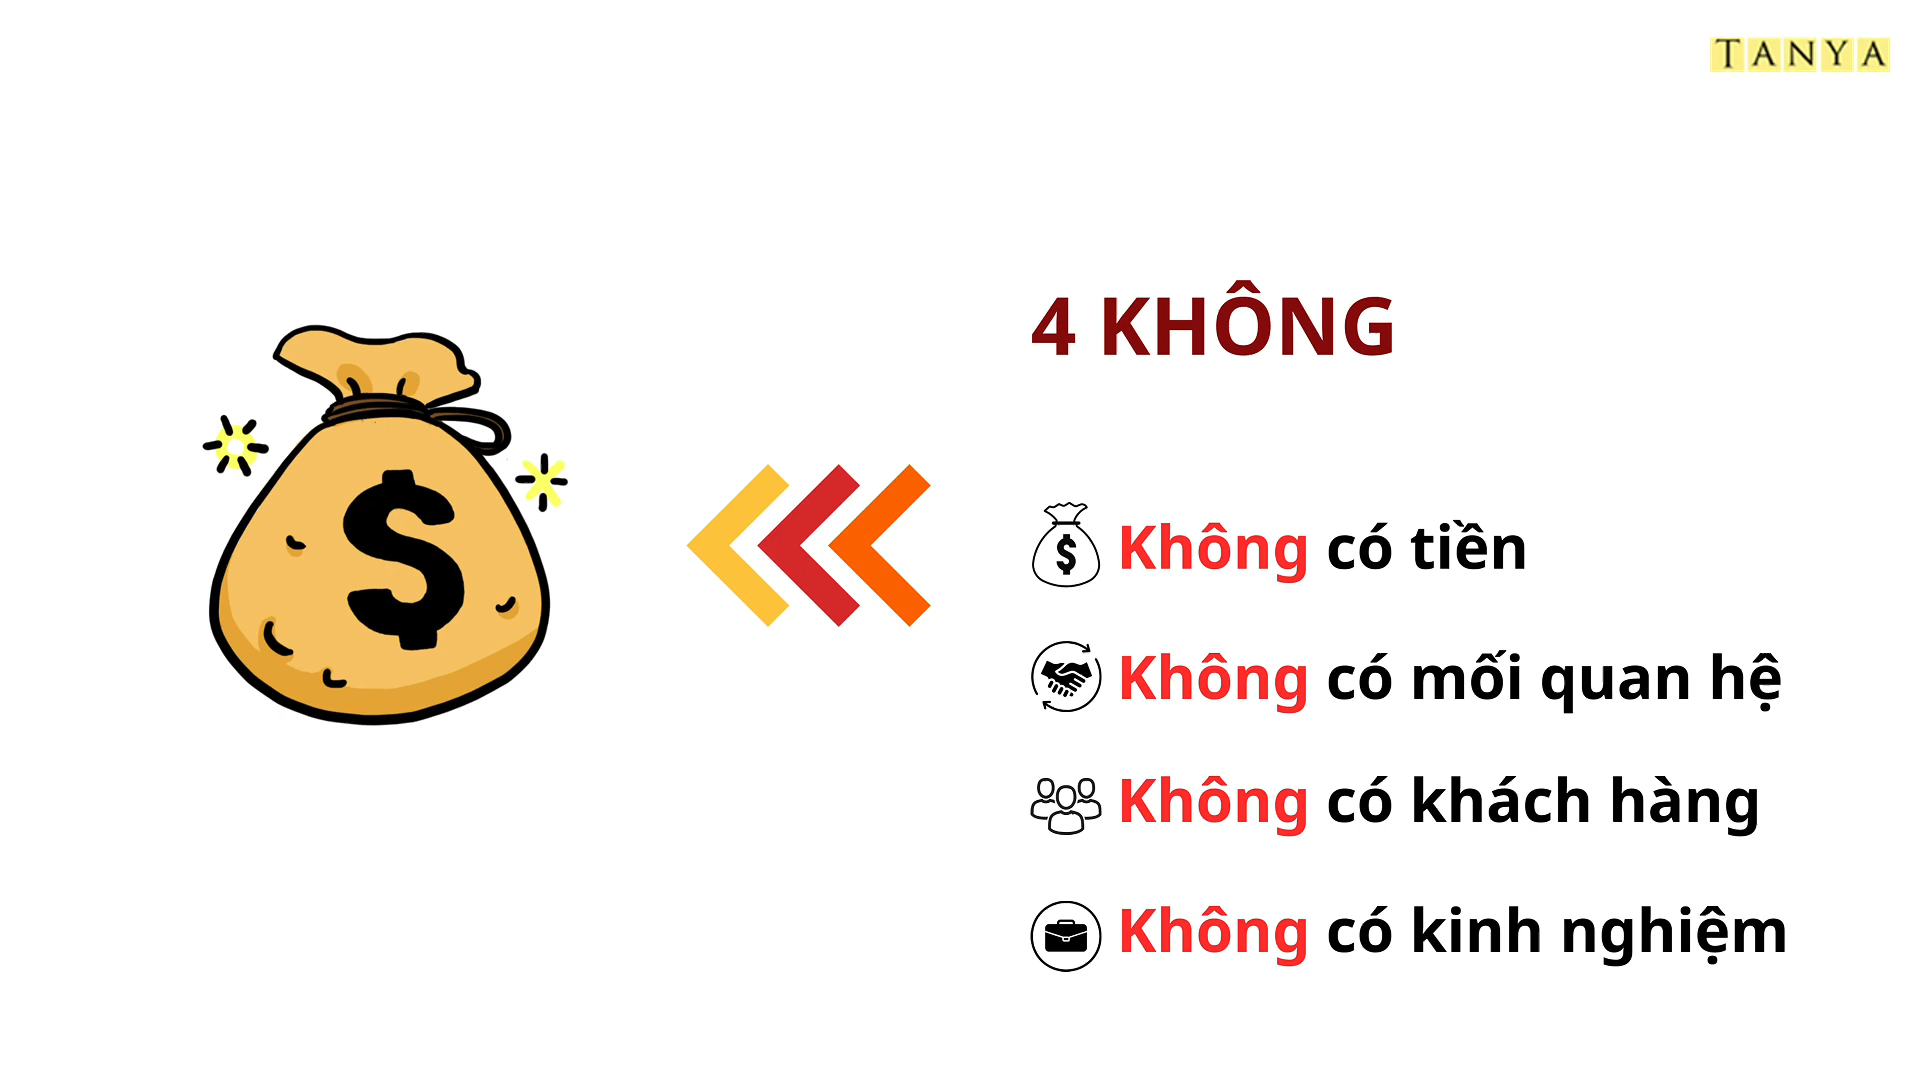 TANYA
4 KHÔNG
$
$ Không có tiền
Không có mối quan hệ
Không có khách hàng
Không có kinh nghiệm